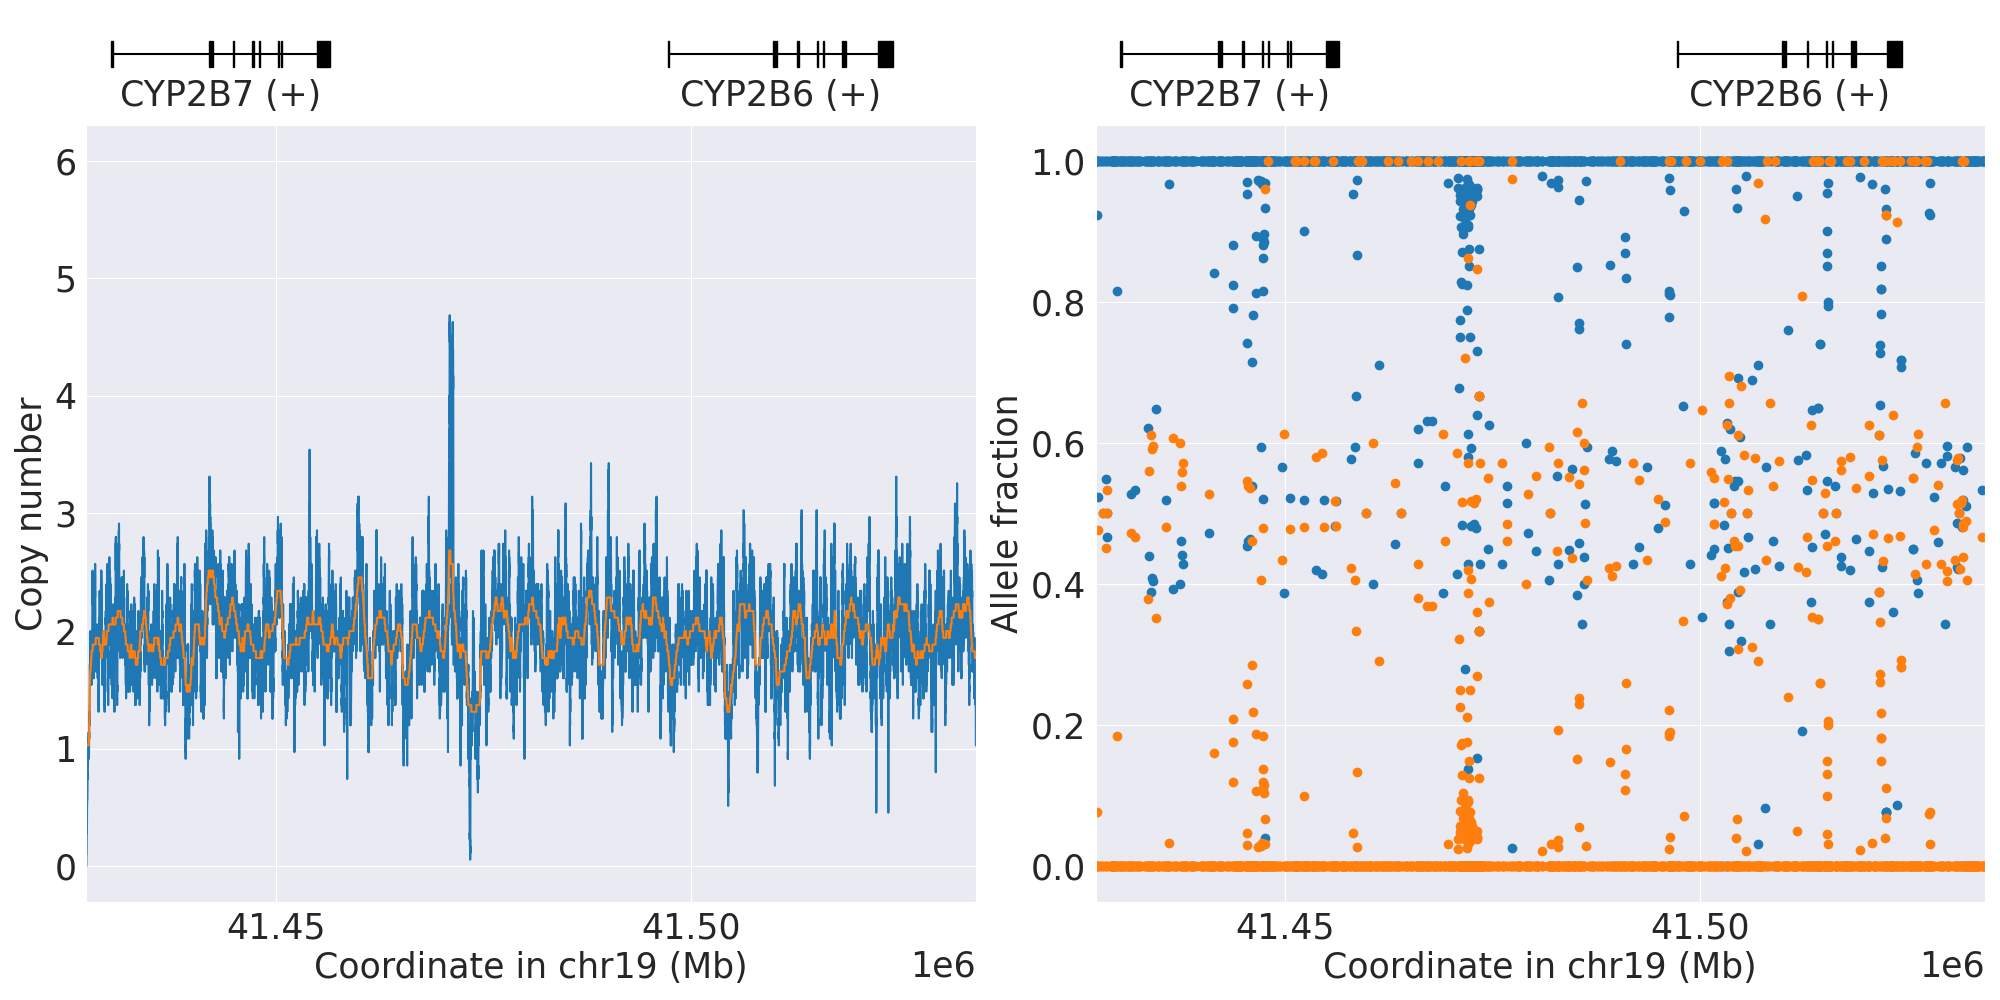 CYP2B7 (+)
CYP2B6 (+)
CYP2B7 (+)
CYP2B6 (+)
Copy number
6
5
4
3
2
1
0
41.45
41.50
Coordinate in chr19 (Mb)
1e6
Allele fraction
1.0
0.8
0.6
0.4
0.2
0.0
41.45
41.50
Coordinate in chr19 (Mb)
1e6